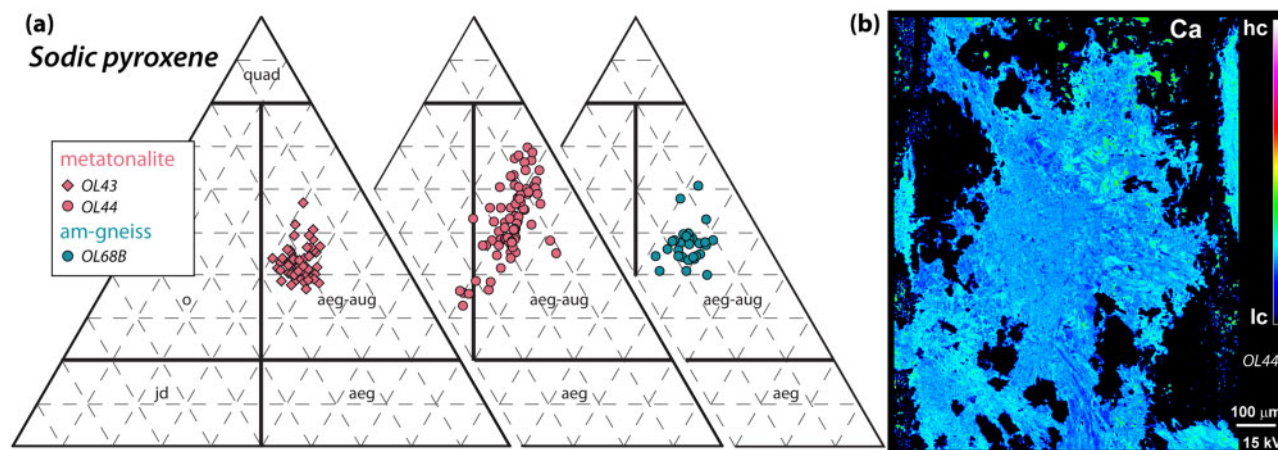 (a)
Sodic pyroxene
quad
metatonalite
OL43
OL44
am-gneiss
OL68B
o
aeg-aug
aeg-aug
aeg-aug
jd
aeg
aeg
aeg
(b)
Ca
hc
lc
OL44
100 μm
15 kV